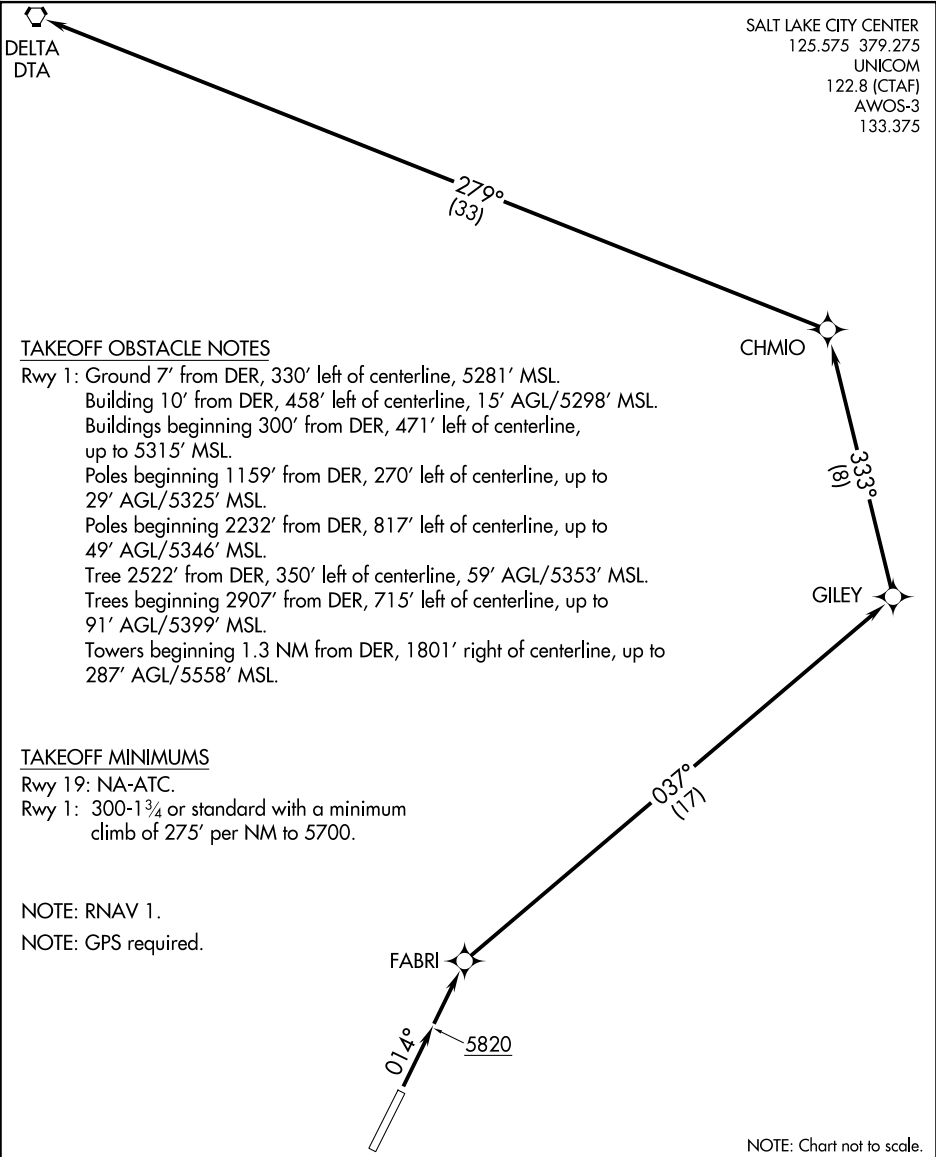 DELTA
DTA
SALT LAKE CITY CENTER
125.575 379.275
UNICOM
122.8 (CTAF)
AWOS-3
133.375
279°
(33)
CHMIO
TAKEOFF OBSTACLE NOTES
Rwy 1: Ground 7′ from DER, 330′ left of centerline, 5281′ MSL.
Building 10′ from DER, 458′ left of centerline, 15′ AGL/5298′ MSL.
Buildings beginning 300′ from DER, 471′ left of centerline,
up to 5315′ MSL.
Poles beginning 1159′ from DER, 270′ left of centerline, up to
29′ AGL/5325′ MSL.
Poles beginning 2232′ from DER, 817′ left of centerline, up to
49′ AGL/5346′ MSL.
Tree 2522′ from DER, 350′ left of centerline, 59′ AGL/5353′ MSL.
Trees beginning 2907′ from DER, 715′ left of centerline, up to
91′ AGL/5399′ MSL.
Towers beginning 1.3 NM from DER, 1801′ right of centerline, up to
287′ AGL/5558′ MSL.
333°
(8)
GILEY
TAKEOFF MINIMUMS
Rwy 19: NA-ATC.
Rwy 1: 300-1¾ or standard with a minimum
climb of 275′ per NM to 5700.
037°
(17)
NOTE: RNAV 1.
NOTE: GPS required.
FABRI
014°
5820
NOTE: Chart not to scale.